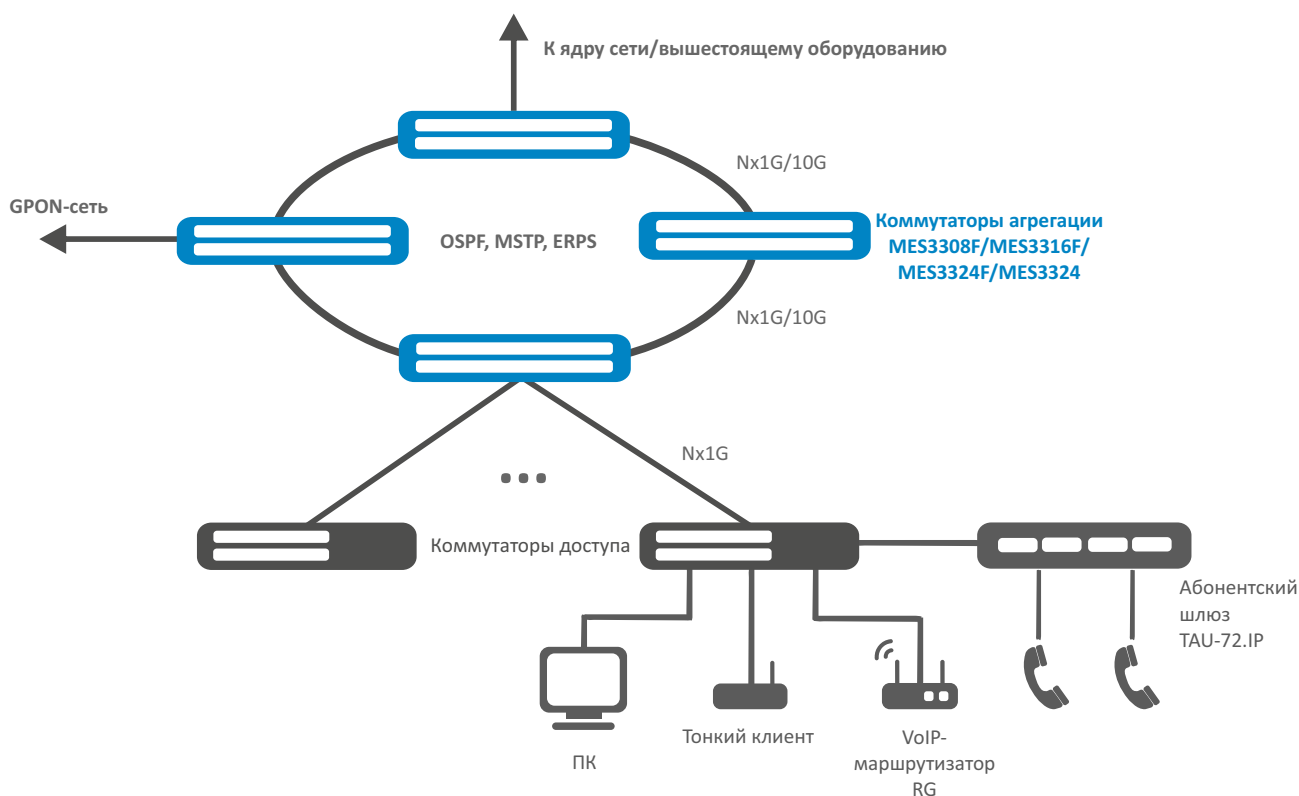 К ядру сети/вышестоящему оборудованию
Nx1G/10G
GPON-сеть
OSPF, MSTP, ERPS
Коммутаторы агрегации
MES3308F/MES3316F/
MES3324F/MES3324
Nx1G/10G
Nx1G
Коммутаторы доступа
Абонентский
шлюз
TAU-72.IP
ПК
Тонкий клиент
VoIP-
маршрутизатор
RG